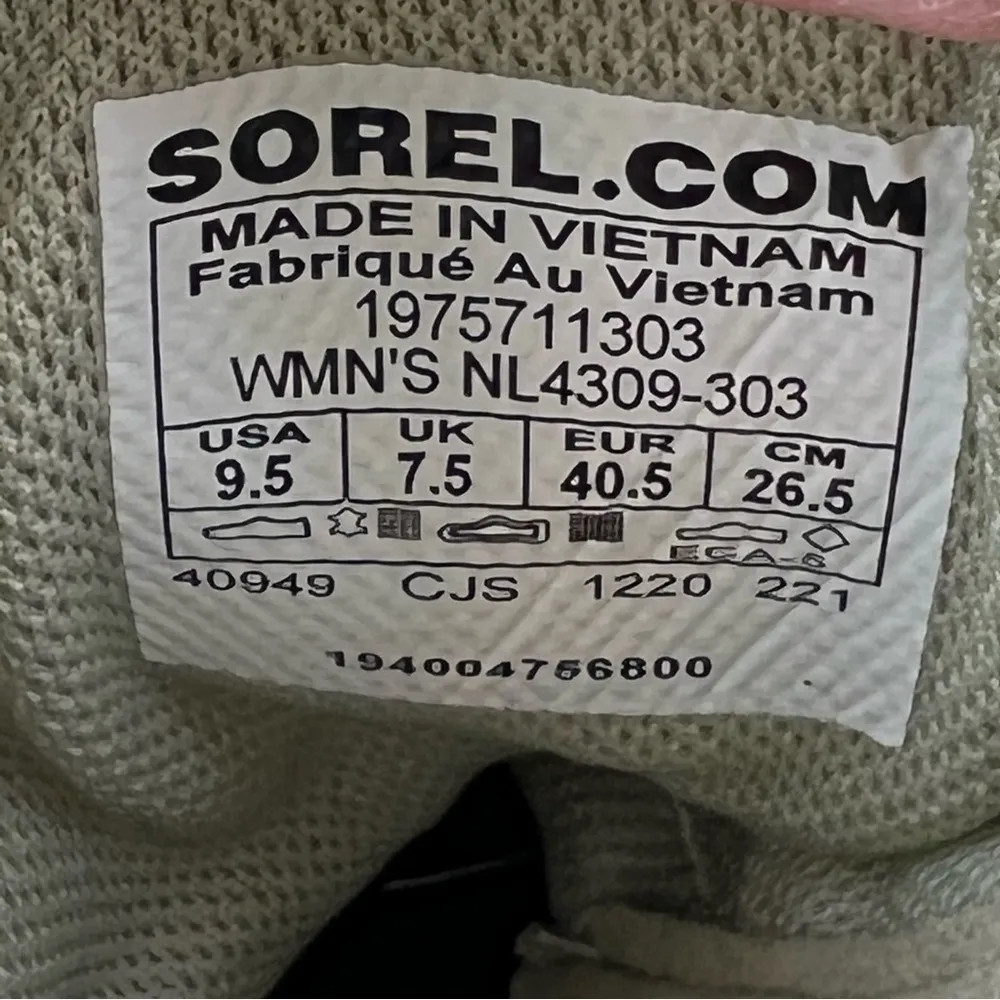 SOREL.COM
MADE IN VIETNAM
Fabriqué Au Vietnam
1975711303
WMN'S NL4309-303
USA UK EUR CM
9.5 7.5 40.5 26.5
40949 CJS 1220 221